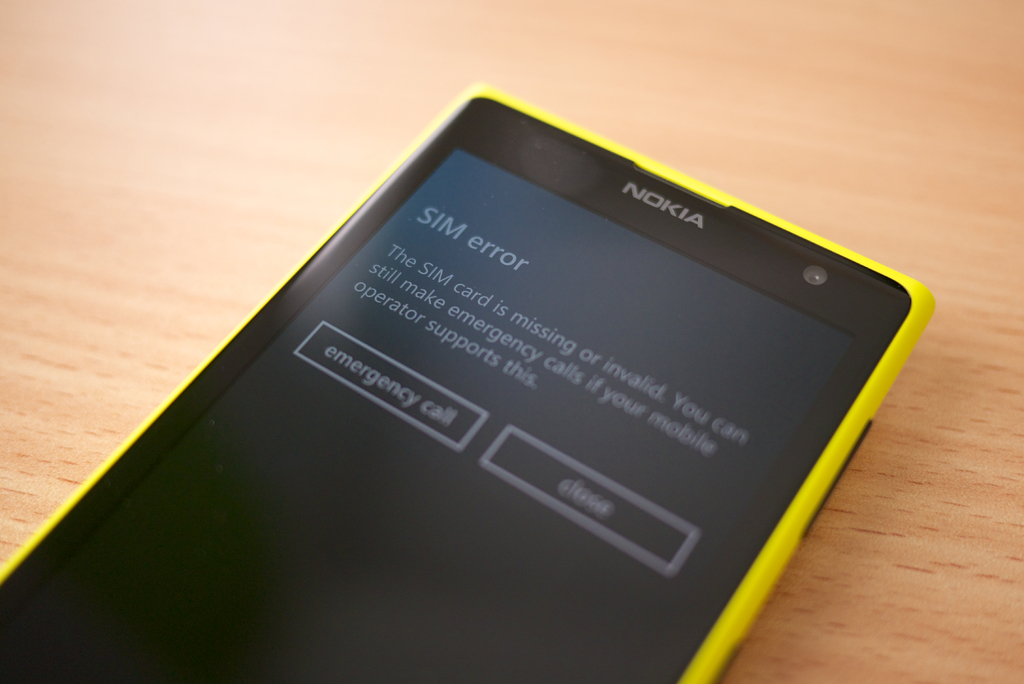 NOKIA
SIM error
The SIM card is missing or invalid. You can
still make emergency calls if your mobile
operator supports this.
emergency call
close